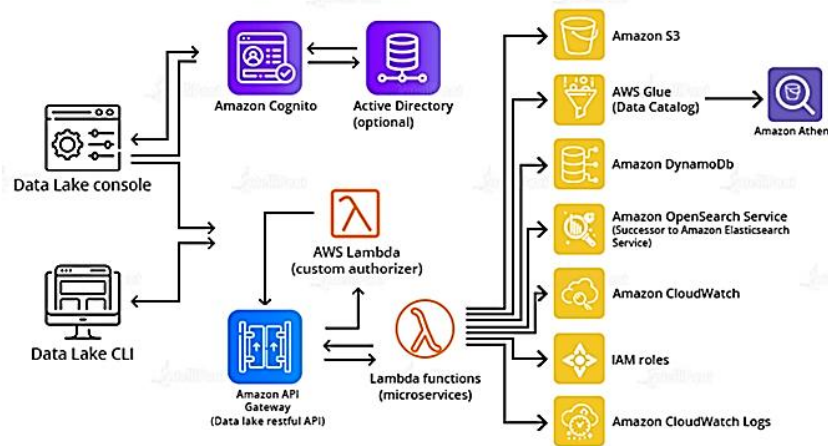 Amazon S3
AWS Glue
(Data Catalog)
Amazon Athen
Amazon Cognito
Active Directory
(optional)
Amazon DynamoDb
Data Lake console
Amazon OpenSearch Service
(Successor to Amazon Elasticsearch
Service)
AWS Lambda
(custom authorizer)
Amazon CloudWatch
Data Lake CLI
IAM roles
Amazon API
Gateway
(Data lake restful API)
Lambda functions
(microservices)
Amazon CloudWatch Logs